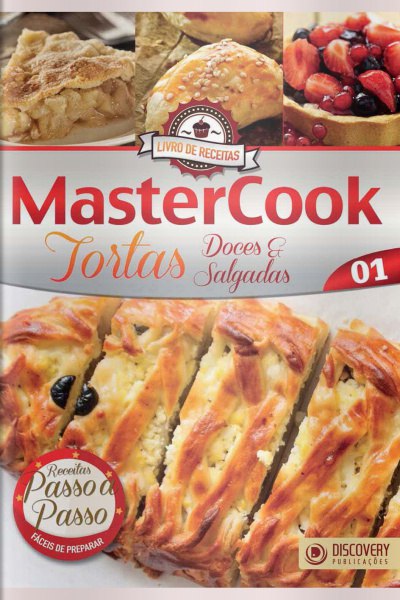 LIVRO DE RECEITAS
MasterCook
Tortas
Doces &
Salgadas
01
Receitas
Passo a
Passo
FÁCEIS DE PREPARAR
DISCOVERY
PUBLICAÇÕES